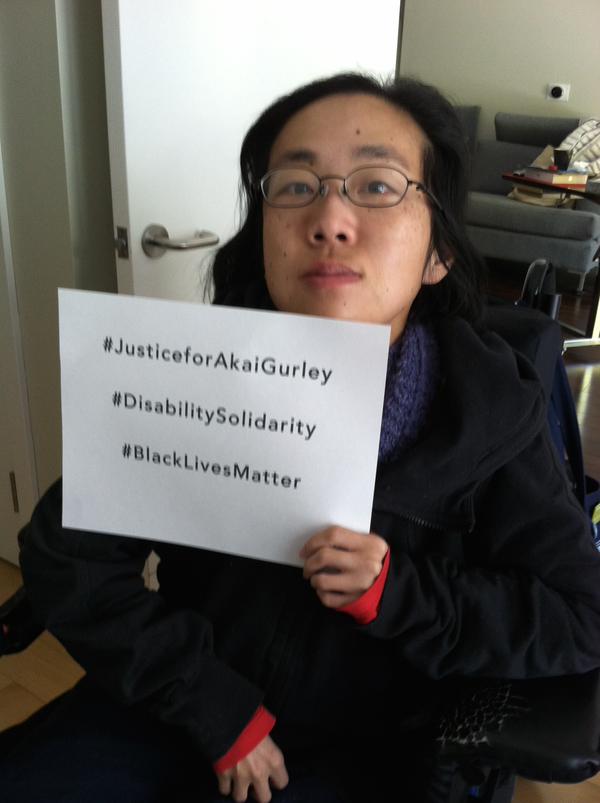 #JusticeforAkaiGurley
#DisabilitySolidarity
#BlackLivesMatter